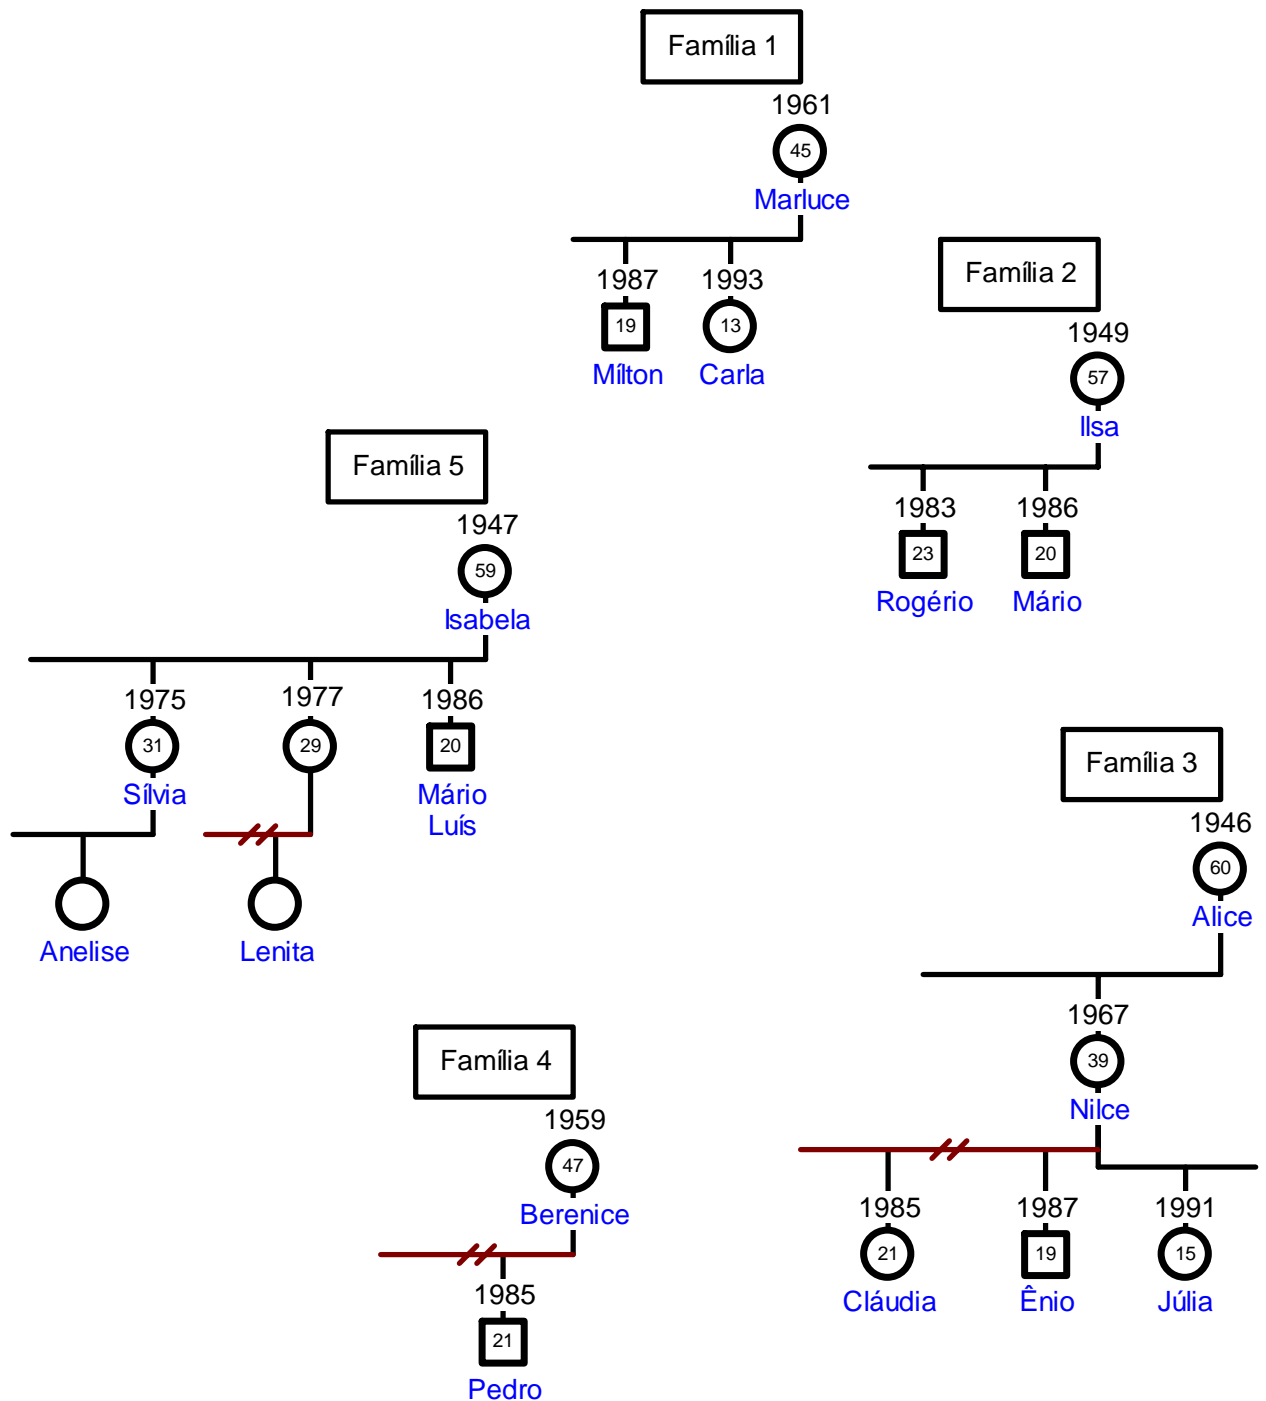 Família 1
1961
45
Marluce
1987
1993
19
13
Mílton
Carla
Família 2
1949
57
Ilsa
1983
1986
23
20
Rogério
Mário
Família 5
1947
59
Isabela
1975
1977
1986
31
29
20
Sílvia
Mário
Luís
Anelise
Lenita
Família 3
1946
60
Alice
1967
39
Nilce
1985
1987
1991
21
19
15
Cláudia
Ênio
Júlia
Família 4
1959
47
Berenice
1985
21
Pedro